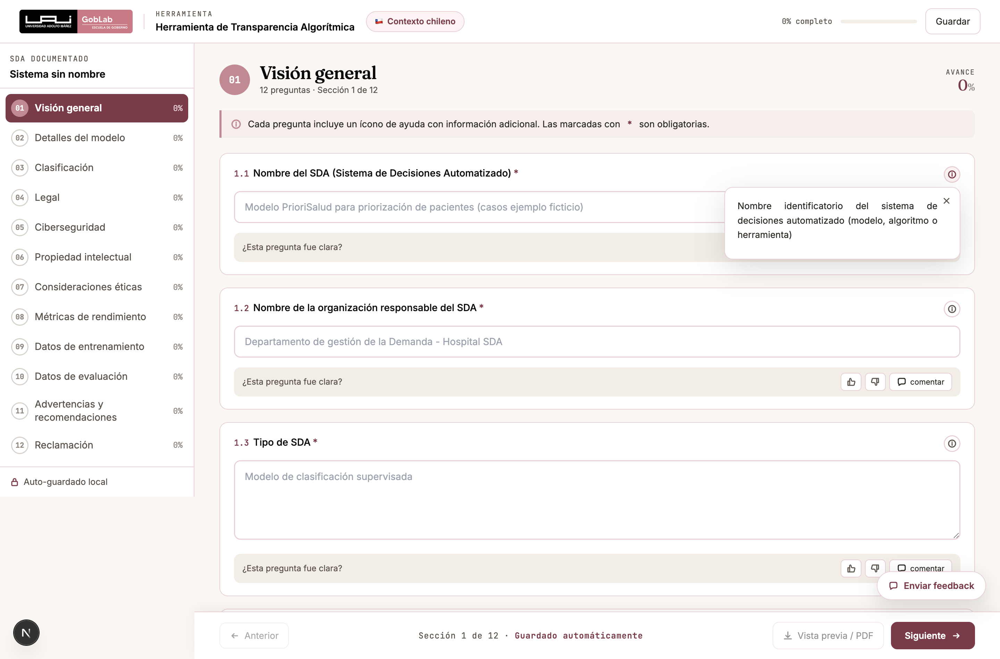 UAI
UNIVERSIDAD ADOLFO IBÁÑEZ
GobLab
ESCUELA DE GOBIERNO
HERRAMIENTA
Herramienta de Transparencia Algorítmica
Contexto chileno
0% completo
Guardar
SDA DOCUMENTADO
Sistema sin nombre
01 Visión general 0%
02 Detalles del modelo 0%
03 Clasificación 0%
04 Legal 0%
05 Ciberseguridad 0%
06 Propiedad intelectual 0%
07 Consideraciones éticas 0%
08 Métricas de rendimiento 0%
09 Datos de entrenamiento 0%
10 Datos de evaluación 0%
11 Advertencias y
recomendaciones 0%
12 Reclamación 0%
Auto-guardado local
N
01 Visión general
12 preguntas · Sección 1 de 12
AVANCE
0%
Cada pregunta incluye un ícono de ayuda con información adicional. Las marcadas con * son obligatorias.
1.1 Nombre del SDA (Sistema de Decisiones Automatizado) *
Modelo PrioriSalud para priorización de pacientes (casos ejemplo ficticio)
Nombre identificatorio del sistema de
decisiones automatizado (modelo, algoritmo o
herramienta)
¿Esta pregunta fue clara?
1.2 Nombre de la organización responsable del SDA *
Departamento de gestión de la Demanda - Hospital SDA
¿Esta pregunta fue clara?
comentar
1.3 Tipo de SDA *
Modelo de clasificación supervisada
¿Esta pregunta fue clara?
comentar
Enviar feedback
← Anterior
Sección 1 de 12 · Guardado automáticamente
Vista previa / PDF
Siguiente →